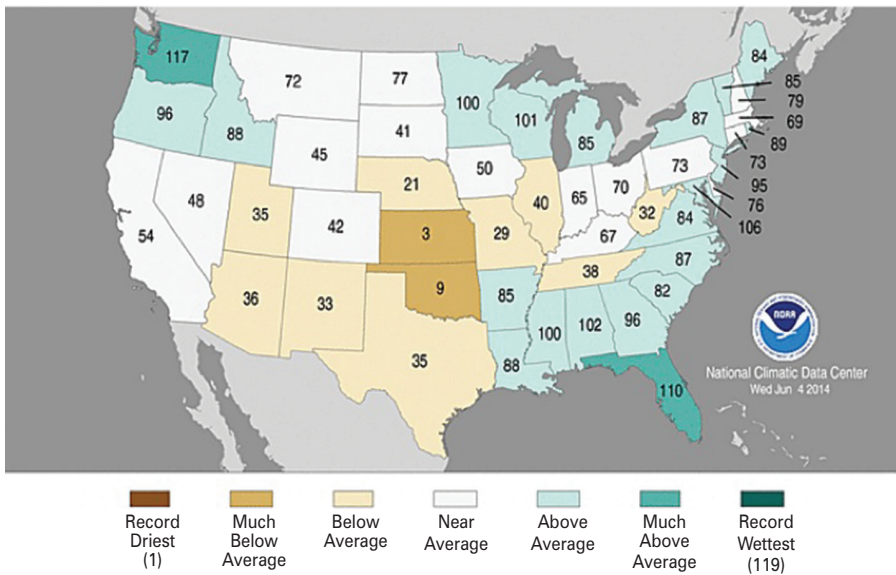 117
72
77
100
84
96
88
101
85
87
85
79
69
89
73
95
76
106
45
41
50
73
48
35
42
21
40
65
70
32
84
54
3
29
67
87
36
33
9
38
82
85
100
102
96
35
88
110
NOAA
National Climatic Data Center
Wed Jun 4 2014
Record
Driest
(1)
Much
Below
Average
Below
Average
Near
Average
Above
Average
Much
Above
Average
Record
Wettest
(119)